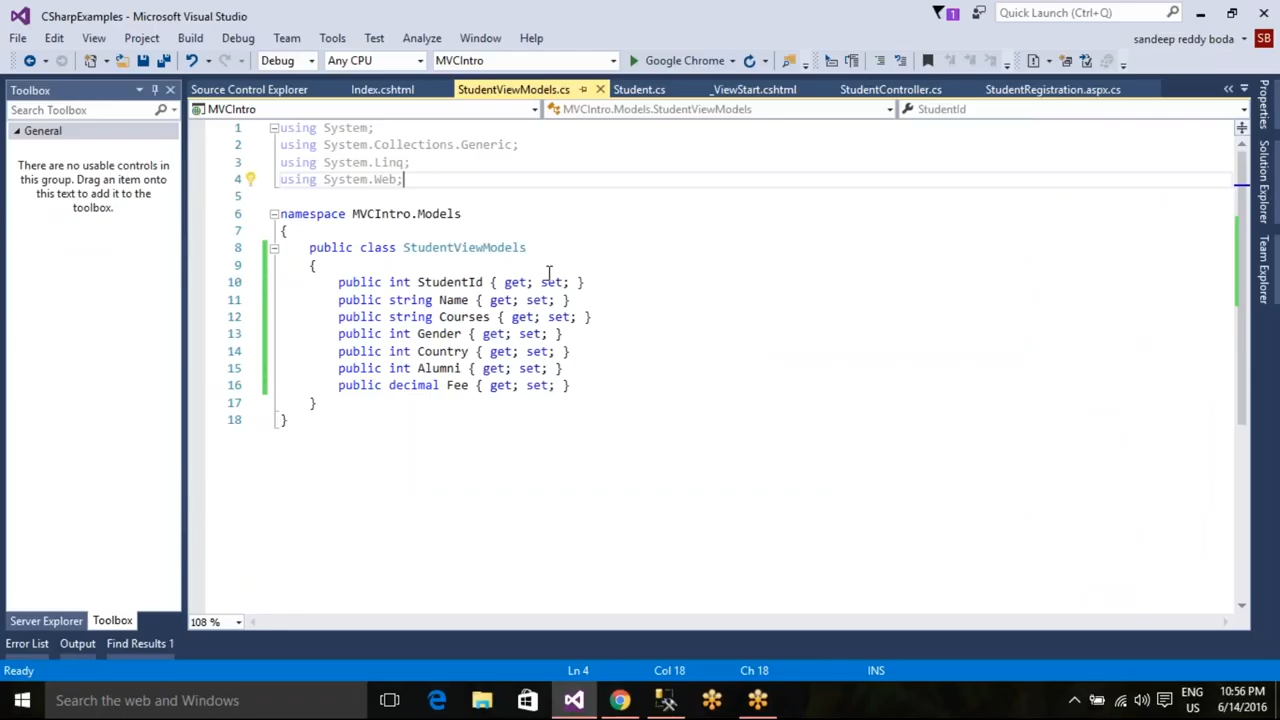 CSharpExamples - Microsoft Visual Studio
1
Quick Launch (Ctrl+Q)
File Edit View Project Build Debug Team Tools Test Analyze Window Help
sandeep reddy boda SB
Debug Any CPU MVCIntro Google Chrome
Toolbox
Source Control Explorer Index.cshtml StudentViewModels.cs Student.cs _ViewStart.cshtml StudentController.cs StudentRegistration.aspx.cs
Search Toolbox
MVCIntro MVCIntro.Models.StudentViewModels StudentId
General
There are no usable controls in
this group. Drag an item onto
this text to add it to the
toolbox.
1 using System;
2 using System.Collections.Generic;
3 using System.Linq;
4 using System.Web;
5
6 namespace MVCIntro.Models
7 {
8 public class StudentViewModels
9 {
10 public int StudentId { get; set; }
11 public string Name { get; set; }
12 public string Courses { get; set; }
13 public int Gender { get; set; }
14 public int Country { get; set; }
15 public int Alumni { get; set; }
16 public decimal Fee { get; set; }
17 }
18 }
Properties
Solution Explorer
Team Explorer
Server Explorer Toolbox
108 %
Error List Output Find Results 1
Ready Ln 4 Col 18 Ch 18 INS
Search the web and Windows
ENG
US
10:56 PM
6/14/2016